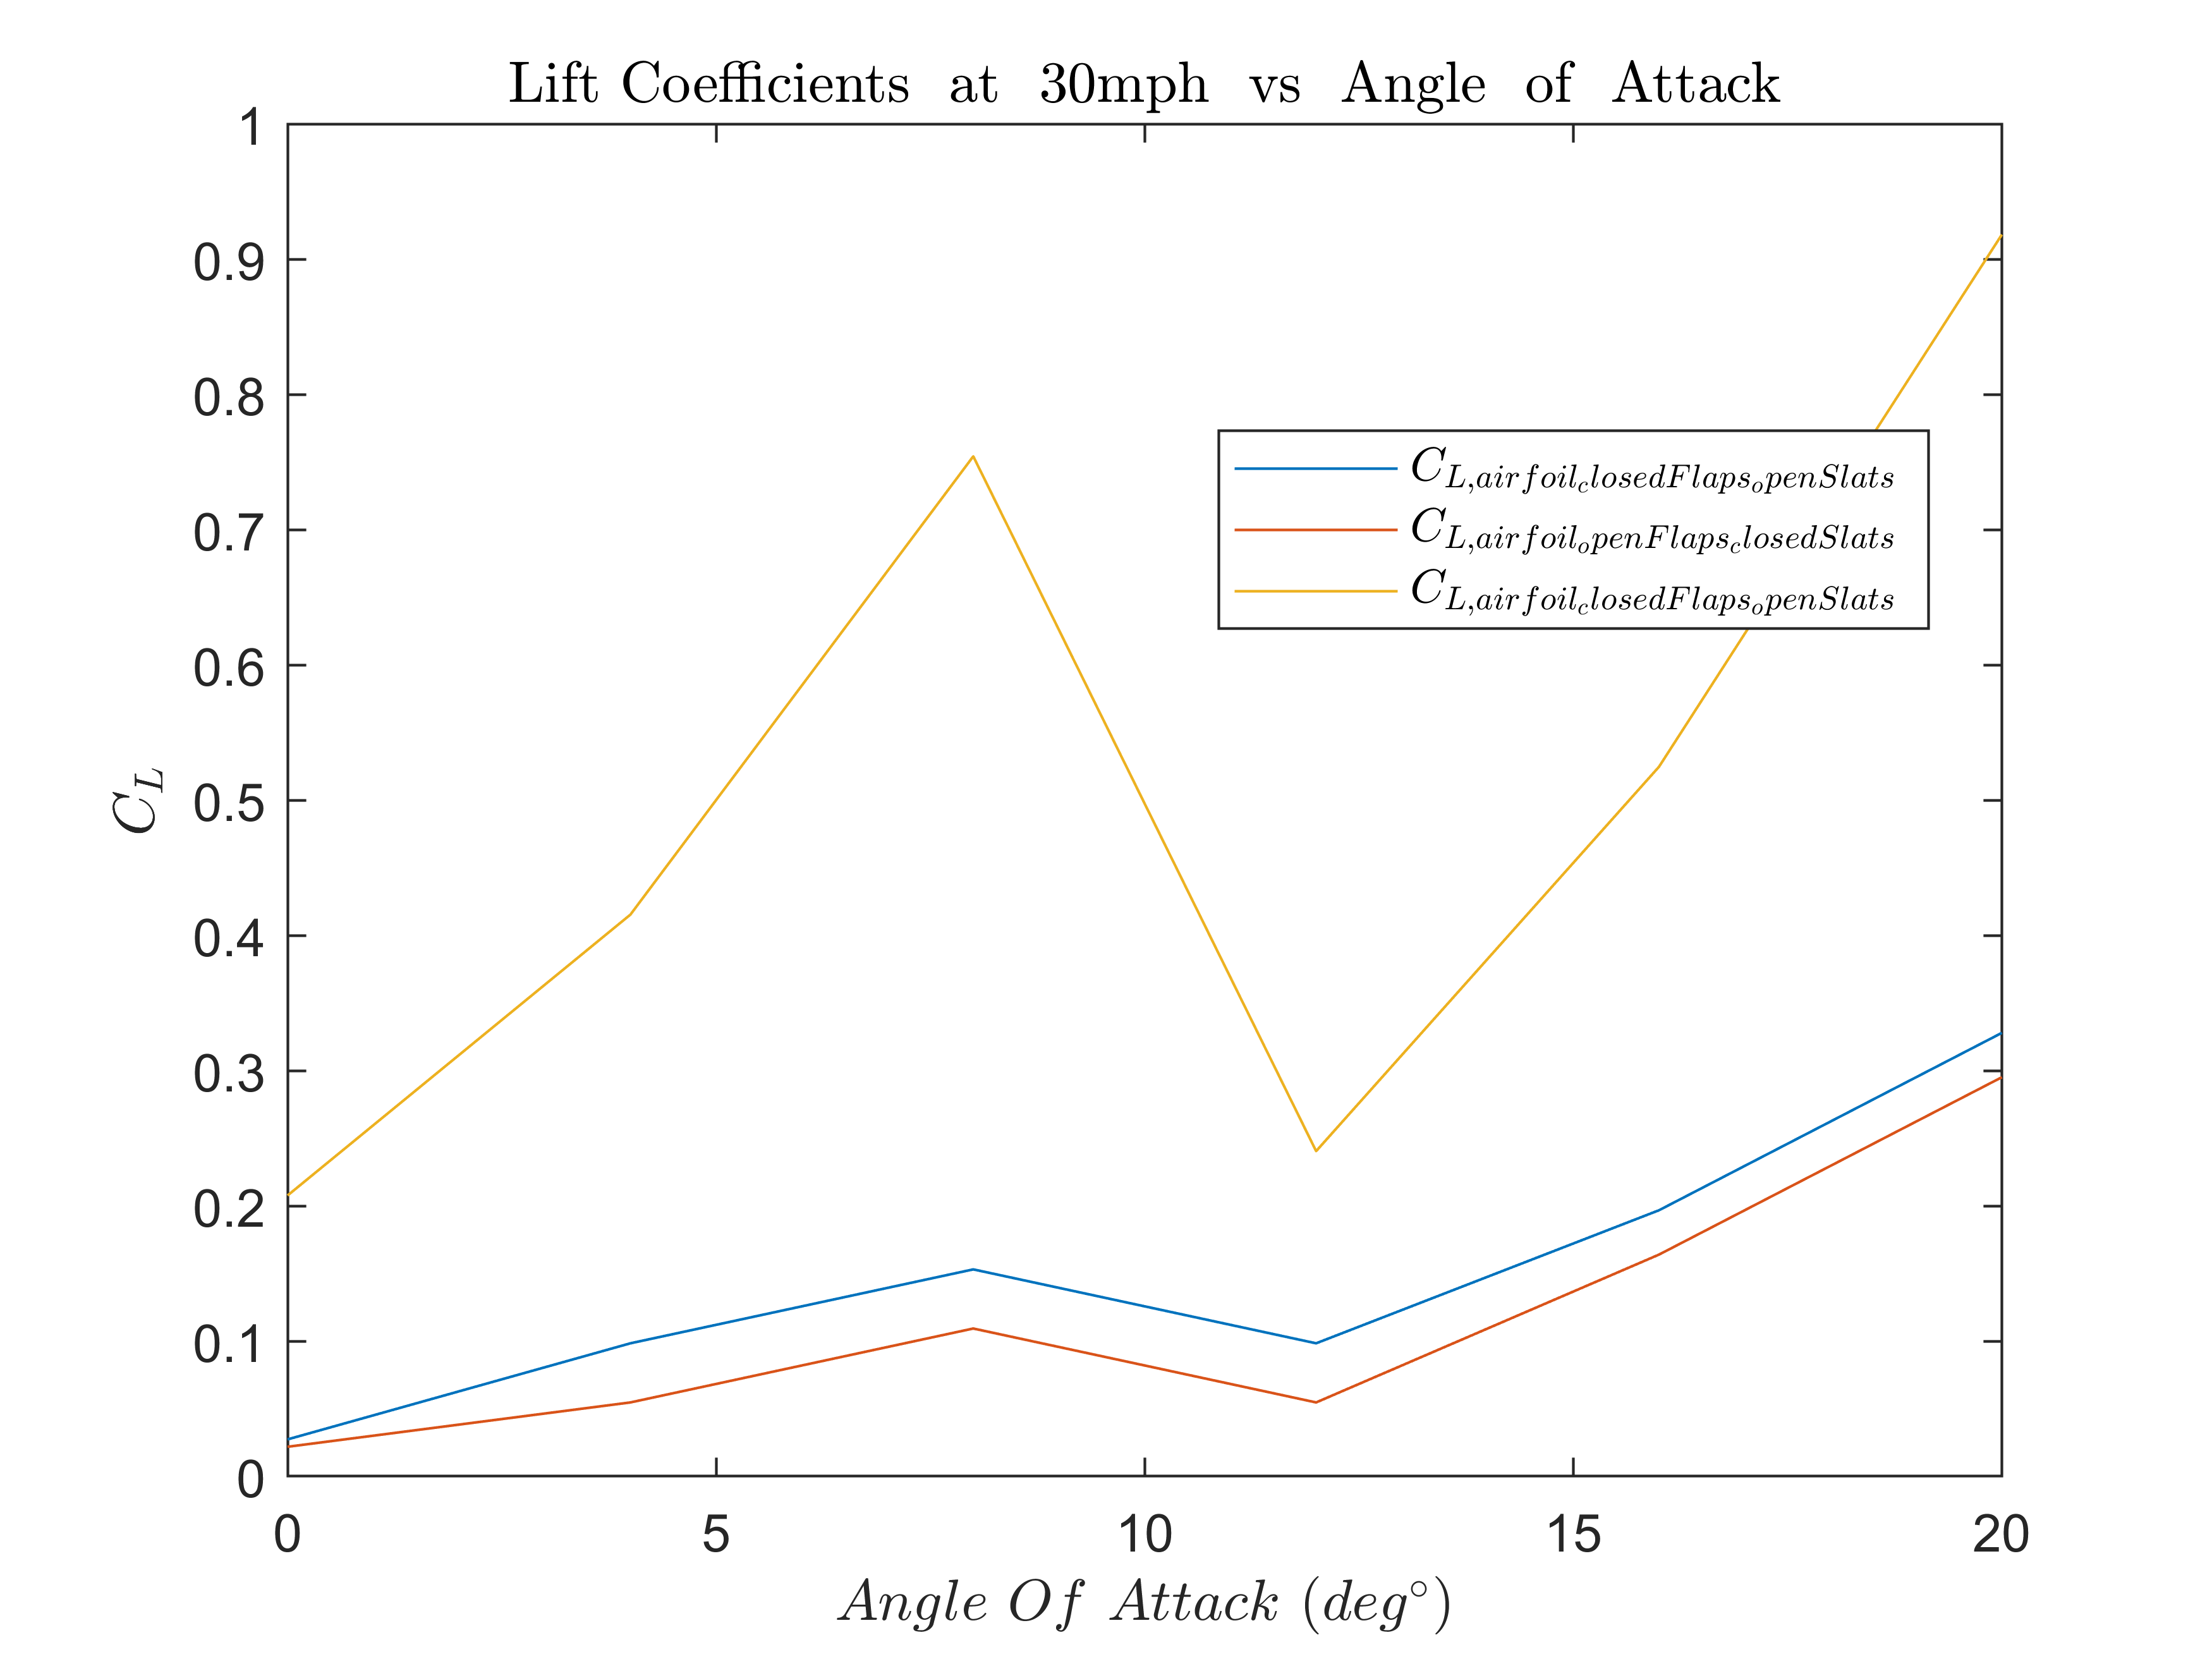 Lift Coefficients at 30mph vs Angle of Attack
1
0.9
0.8
0.7
0.6
0.5
0.4
0.3
0.2
0.1
0
C_L
C_{L,airfoil_closedFlaps_openSlats}
C_{L,airfoil_openFlaps_closedSlats}
C_{L,airfoil_closedFlaps_openSlats}
0 5 10 15 20
Angle Of Attack (deg°)